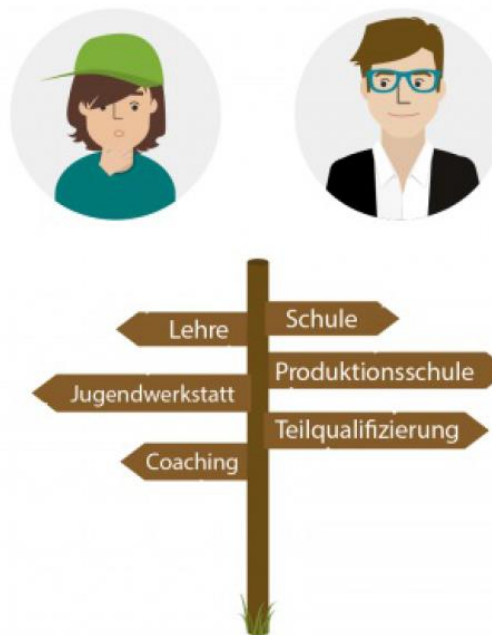 Lehre
Schule
Jugendwerkstatt
Produktionsschule
Coaching
Teilqualifizierung